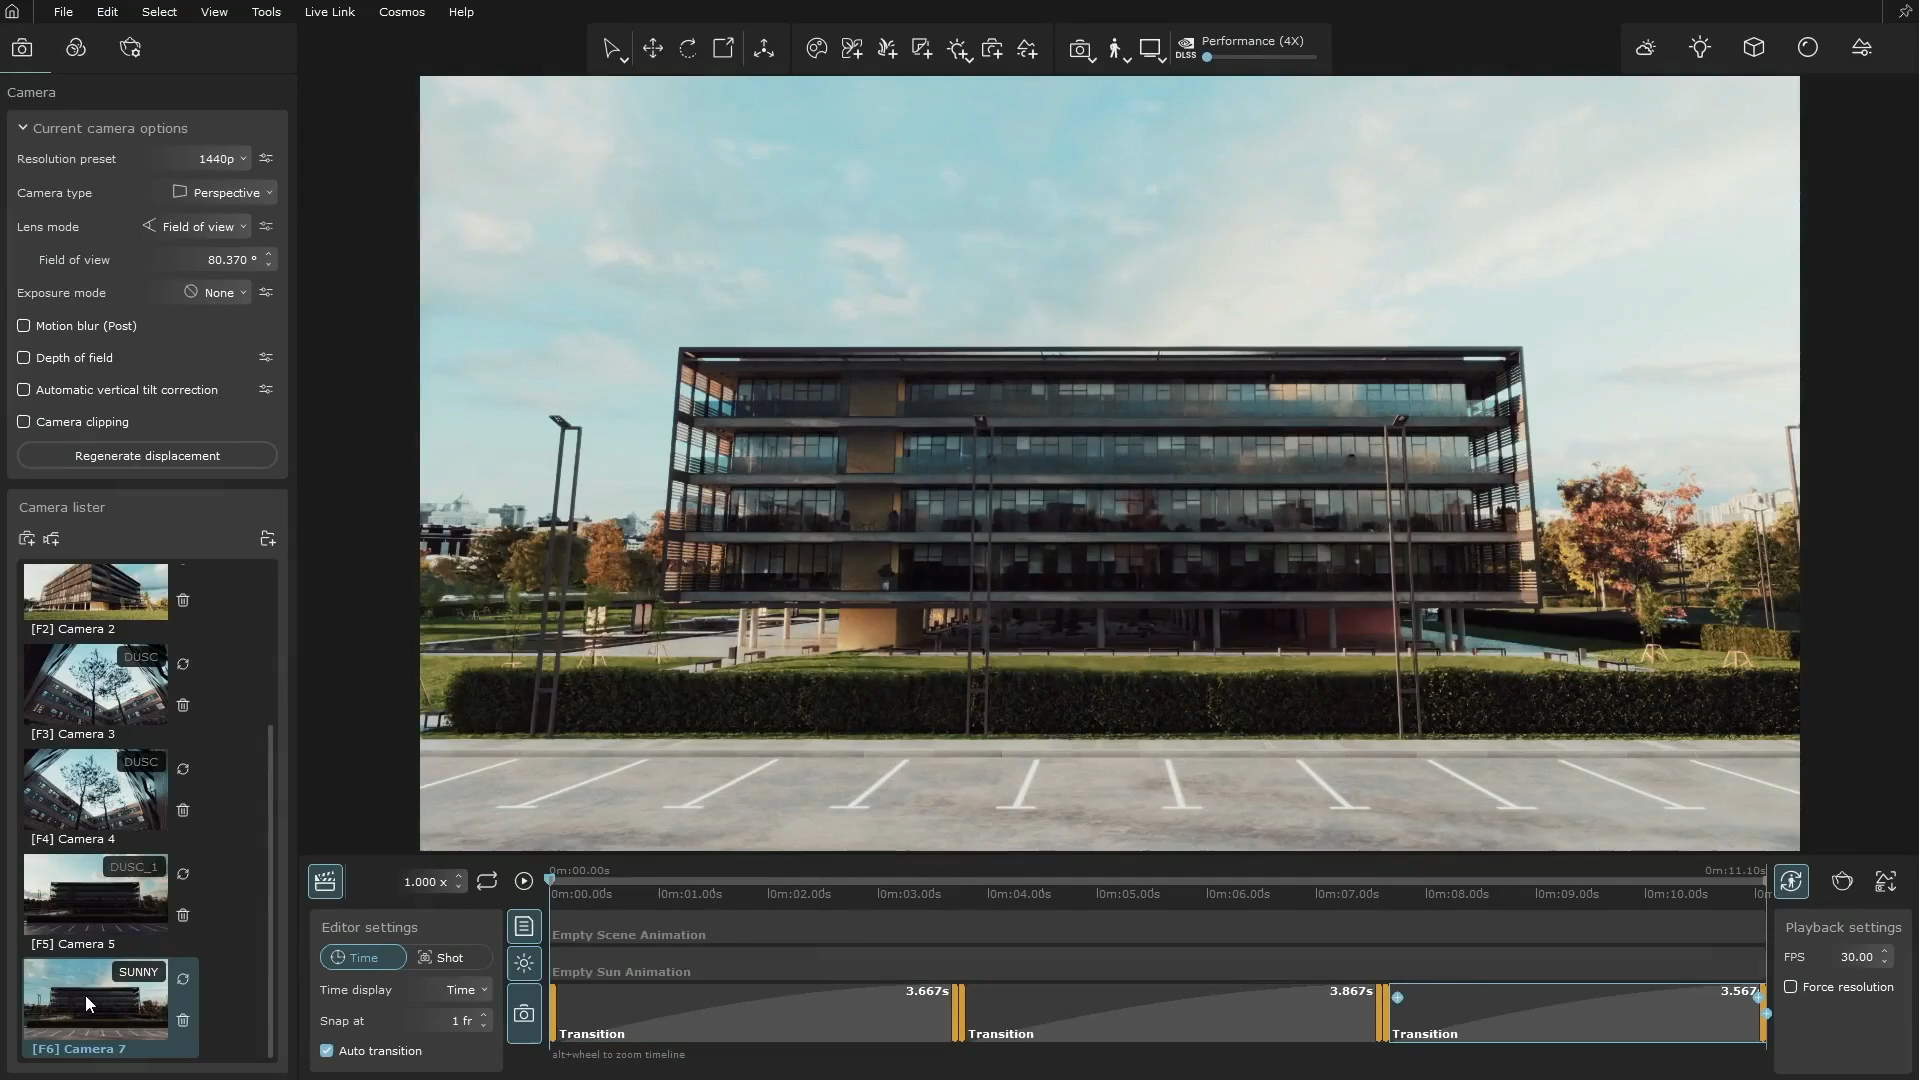 File Edit Select View Tools Live Link Cosmos Help
Performance (4X)
DLSS
Camera
Current camera options
Resolution preset 1440p
Camera type Perspective
Lens mode Field of view
Field of view 80.370 °
Exposure mode None
Motion blur (Post)
Depth of field
Automatic vertical tilt correction
Camera clipping
Regenerate displacement
Camera lister
[F2] Camera 2
DUSC
[F3] Camera 3
DUSC
[F4] Camera 4
DUSC_1
[F5] Camera 5
SUNNY
[F6] Camera 7
1.000 x
0m:00.00s 0m:11.10s
0m:00.00s 0m:01.00s 0m:02.00s 0m:03.00s 0m:04.00s 0m:05.00s 0m:06.00s 0m:07.00s 0m:08.00s 0m:09.00s 0m:10.00s
Editor settings
Time Shot
Time display Time
Snap at 1 fr
Auto transition
Empty Scene Animation
Empty Sun Animation
3.667s 3.867s 3.567
Transition Transition Transition
alt+wheel to zoom timeline
Playback settings
FPS 30.00
Force resolution